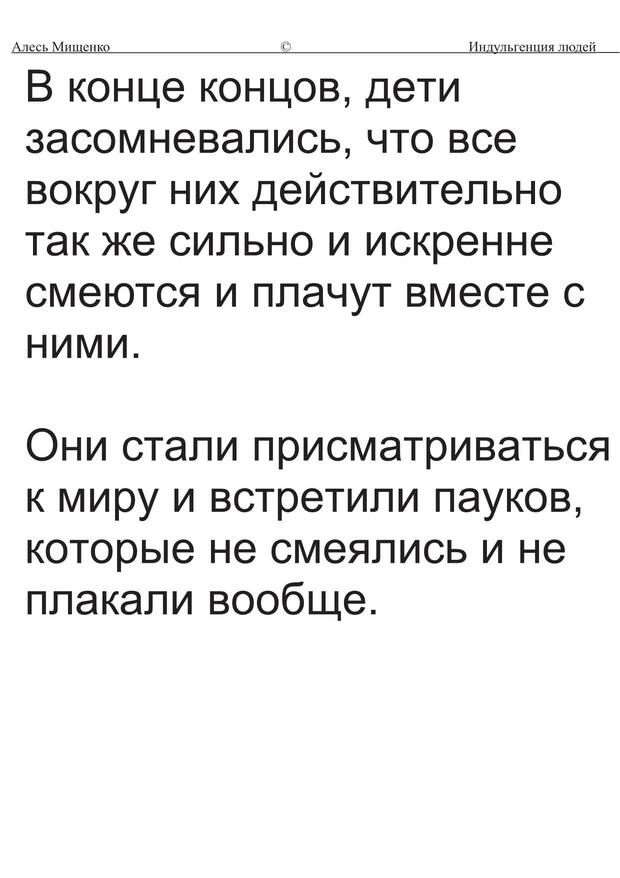 Алесь Мищенко © Индульгенция людей
В конце концов, дети
засомневались, что все
вокруг них действительно
так же сильно и искренне
смеются и плачут вместе с
ними.
Они стали присматриваться
к миру и встретили пауков,
которые не смеялись и не
плакали вообще.